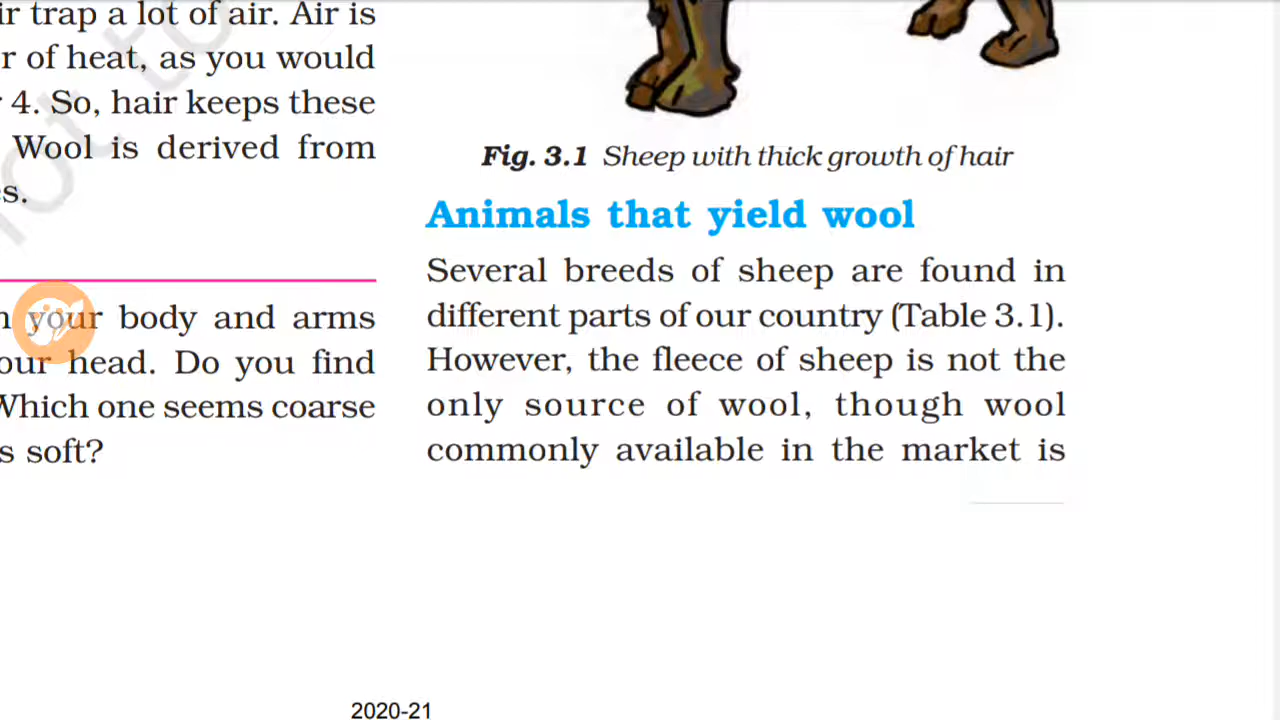 ir trap a lot of air. Air is
r of heat, as you would
4. So, hair keeps these
Wool is derived from
s.
your body and arms
our head. Do you find
Which one seems coarse
s soft?
Fig. 3.1 Sheep with thick growth of hair
Animals that yield wool
Several breeds of sheep are found in
different parts of our country (Table 3.1).
However, the fleece of sheep is not the
only source of wool, though wool
commonly available in the market is
2020-21